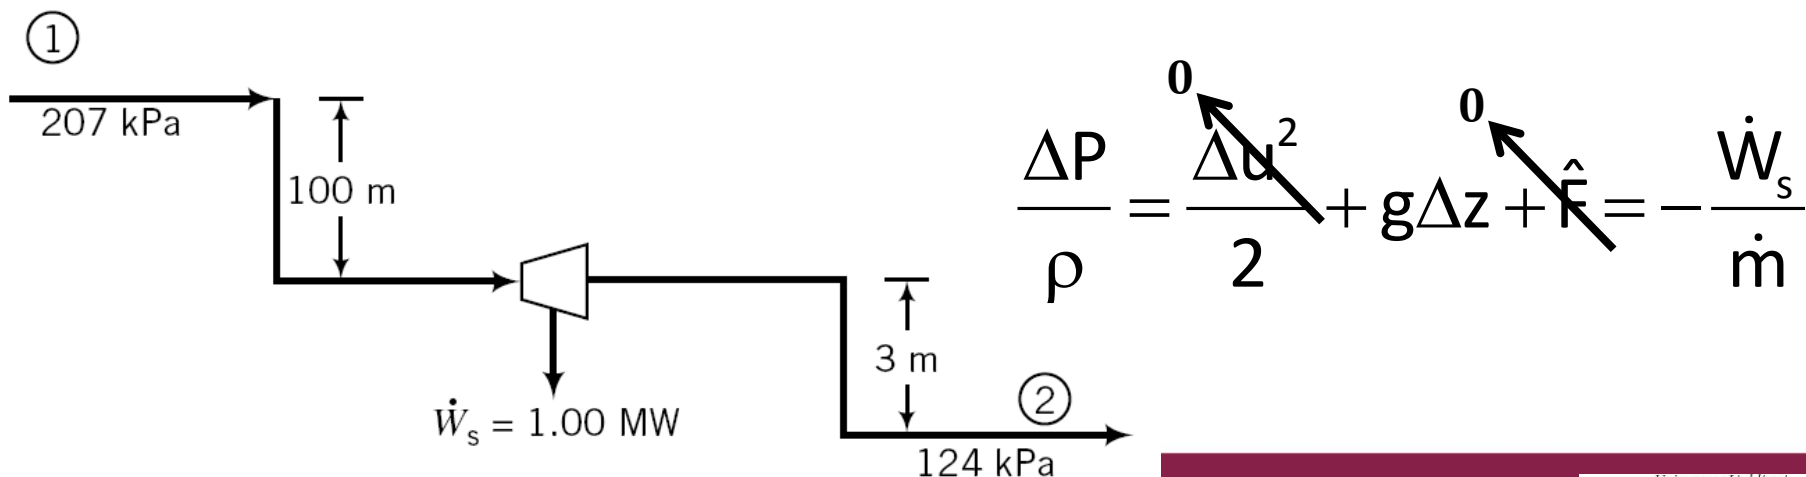 ①
207 kPa
100 m
Ẇs = 1.00 MW
3 m
②
124 kPa
0
0
ΔP/ρ = Δu²/2 + gΔz + F̂ = − Ẇs/ṁ